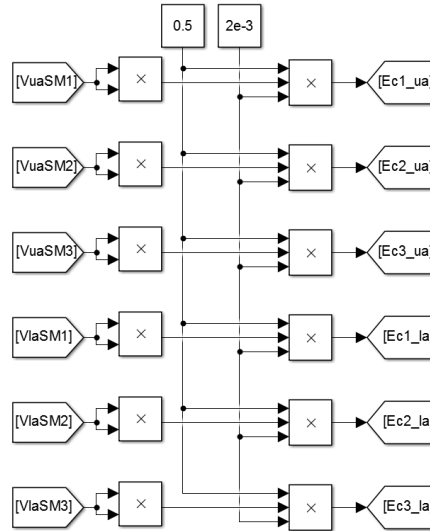 0.5 2e-3
[VuaSM1] × × [Ec1_ua]
[VuaSM2] × × [Ec2_ua]
[VuaSM3] × × [Ec3_ua]
[VlaSM1] × × [Ec1_la]
[VlaSM2] × × [Ec2_la]
[VlaSM3] × × [Ec3_la]